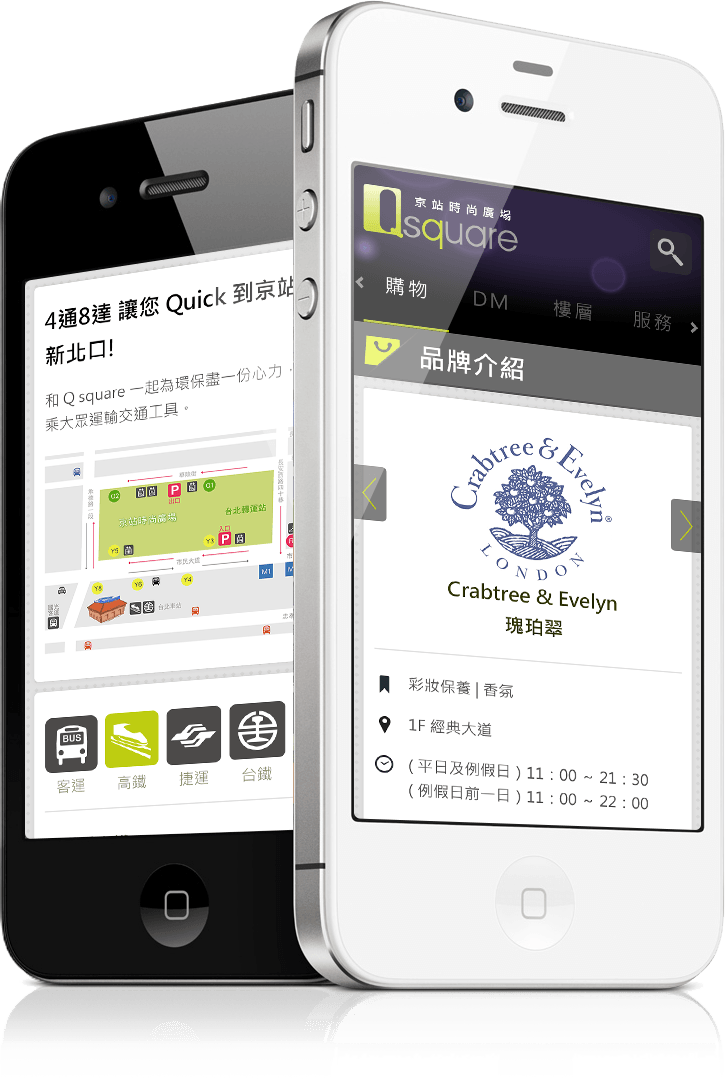 4通8達 讓您 Quick 到京站
新北口!
和 Q square 一起為環保盡一份心力，
乘大眾運輸交通工具。
G2
P
出口
G1
京站時尚廣場
台北轉運站
入口
Y5
Y3
P
市民大道
M1
Y8
Y6
Y4
台北車站
BUS
客運
高鐵
捷運
台鐵
Q
京站時尚廣場
square
購物
DM
樓層
服務
品牌介紹
Crabtree & Evelyn®
LONDON
Crabtree & Evelyn
瑰珀翠
彩妝保養 | 香氛
1F 經典大道
( 平日及例假日 ) 11 : 00 ~ 21 : 30
( 例假日前一日 ) 11 : 00 ~ 22 : 00